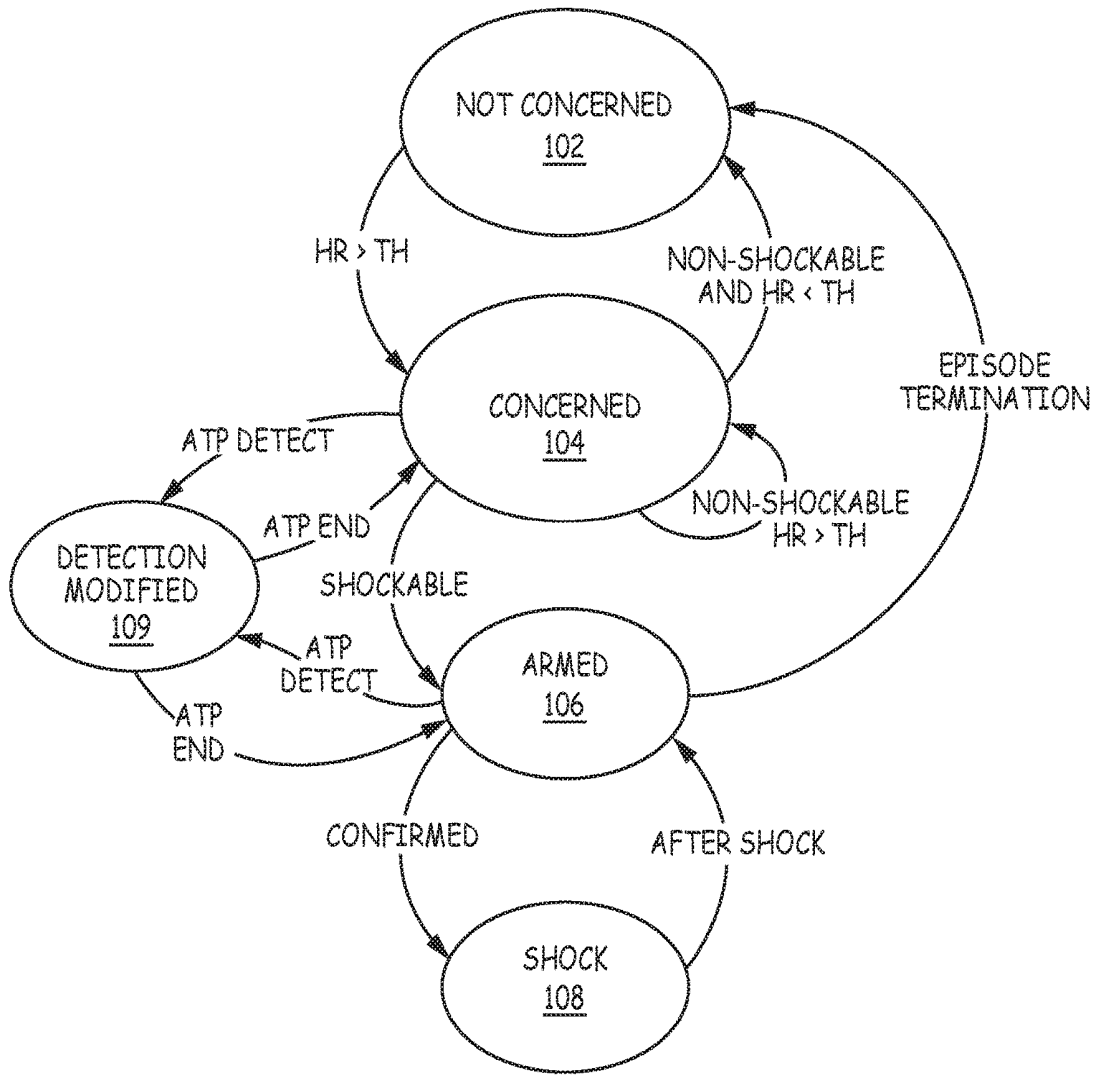 NOT CONCERNED
102
HR > TH
NON-SHOCKABLE
AND HR < TH
EPISODE
TERMINATION
CONCERNED
104
ATP DETECT
NON-SHOCKABLE
HR > TH
ATP END
DETECTION
MODIFIED
109
SHOCKABLE
ATP
DETECT
ARMED
106
ATP
END
CONFIRMED
AFTER SHOCK
SHOCK
108